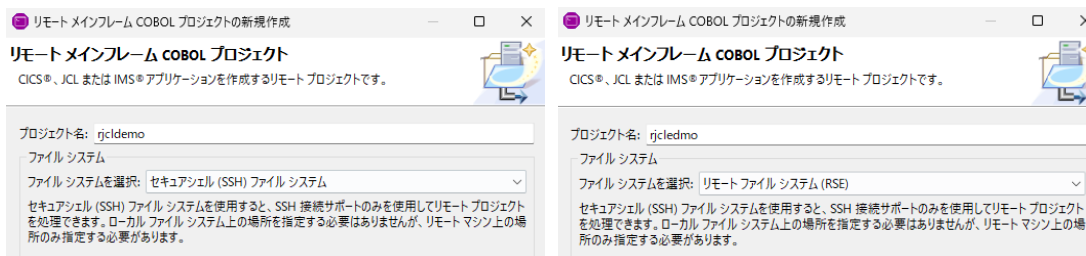 リモート メインフレーム COBOL プロジェクトの新規作成
リモート メインフレーム COBOL プロジェクト
CICS®、JCL または IMS® アプリケーションを作成するリモート プロジェクトです。
プロジェクト名: rjcldemo
ファイル システム
ファイル システムを選択: セキュアシェル (SSH) ファイル システム
セキュアシェル (SSH) ファイル システムを使用すると、SSH 接続サポートのみを使用してリモート プロジェクト
を処理できます。ローカル ファイル システム上の場所を指定する必要はありませんが、リモート マシン上の場
所のみ指定する必要があります。
リモート メインフレーム COBOL プロジェクトの新規作成
リモート メインフレーム COBOL プロジェクト
CICS®、JCL または IMS® アプリケーションを作成するリモート プロジェクトです。
プロジェクト名: rjcledmo
ファイル システム
ファイル システムを選択: リモート ファイル システム (RSE)
セキュアシェル (SSH) ファイル システムを使用すると、SSH 接続サポートのみを使用してリモート プロジェクト
を処理できます。ローカル ファイル システム上の場所を指定する必要はありませんが、リモート マシン上の場
所のみ指定する必要があります。